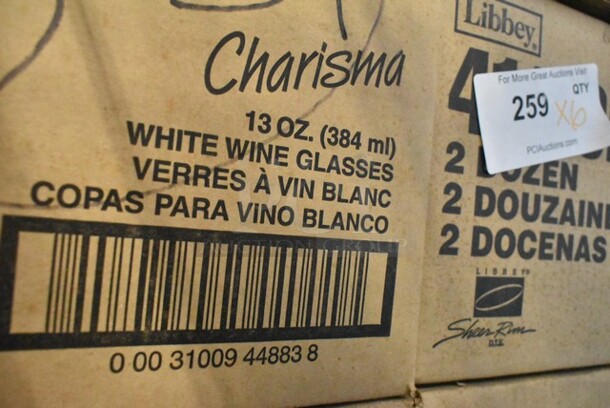 Charisma
13 OZ. (384 ml)
WHITE WINE GLASSES
VERRES À VIN BLANC
COPAS PARA VINO BLANCO
0 00 31009 44883 8
Libbey
For More Great Auctions Visit
259
QTY
x6
PCIAuctions.com
2 DOZEN
2 DOUZAIN
2 DOCENAS
LIBBEY
Sheer Rim